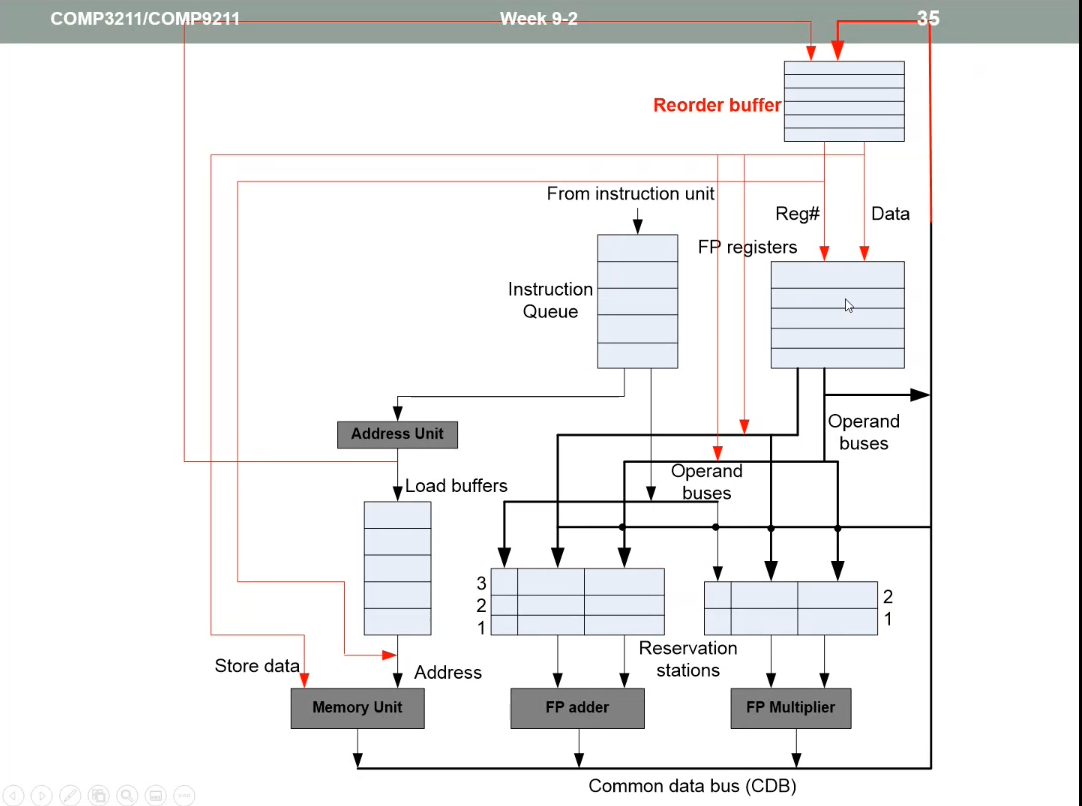 COMP3211/COMP9211
Week 9-2
35
Reorder buffer
From instruction unit
Reg#
Data
FP registers
Instruction
Queue
Operand
buses
Address Unit
Operand
buses
Load buffers
3
2
1
2
1
Reservation
stations
Store data
Address
Memory Unit
FP adder
FP Multiplier
Common data bus (CDB)